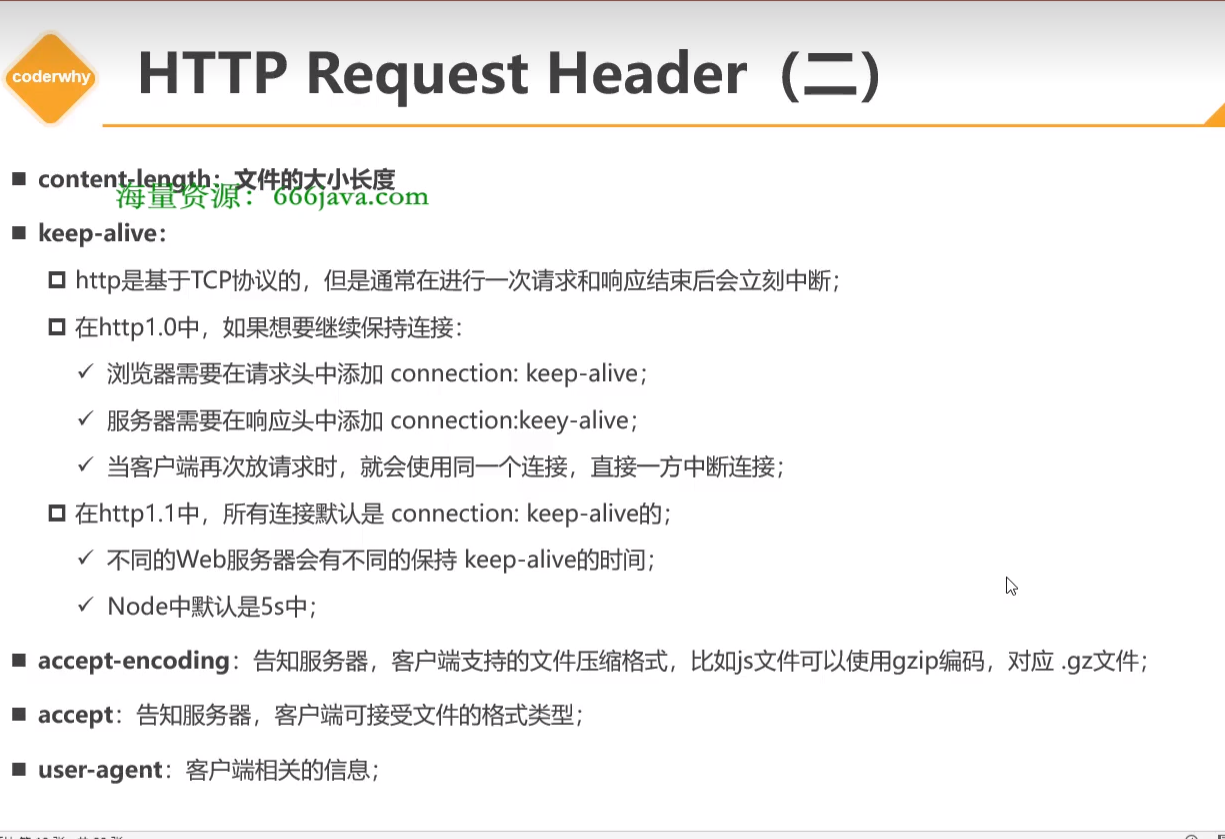 coderwhy
HTTP Request Header（二）
content-length：文件的大小长度
海量资源：666java.com
keep-alive：
http是基于TCP协议的，但是通常在进行一次请求和响应结束后会立刻中断；
在http1.0中，如果想要继续保持连接：
浏览器需要在请求头中添加 connection: keep-alive；
服务器需要在响应头中添加 connection:keey-alive；
当客户端再次放请求时，就会使用同一个连接，直接一方中断连接；
在http1.1中，所有连接默认是 connection: keep-alive的；
不同的Web服务器会有不同的保持 keep-alive的时间；
Node中默认是5s中；
accept-encoding：告知服务器，客户端支持的文件压缩格式，比如js文件可以使用gzip编码，对应 .gz文件；
accept：告知服务器，客户端可接受文件的格式类型；
user-agent：客户端相关的信息；